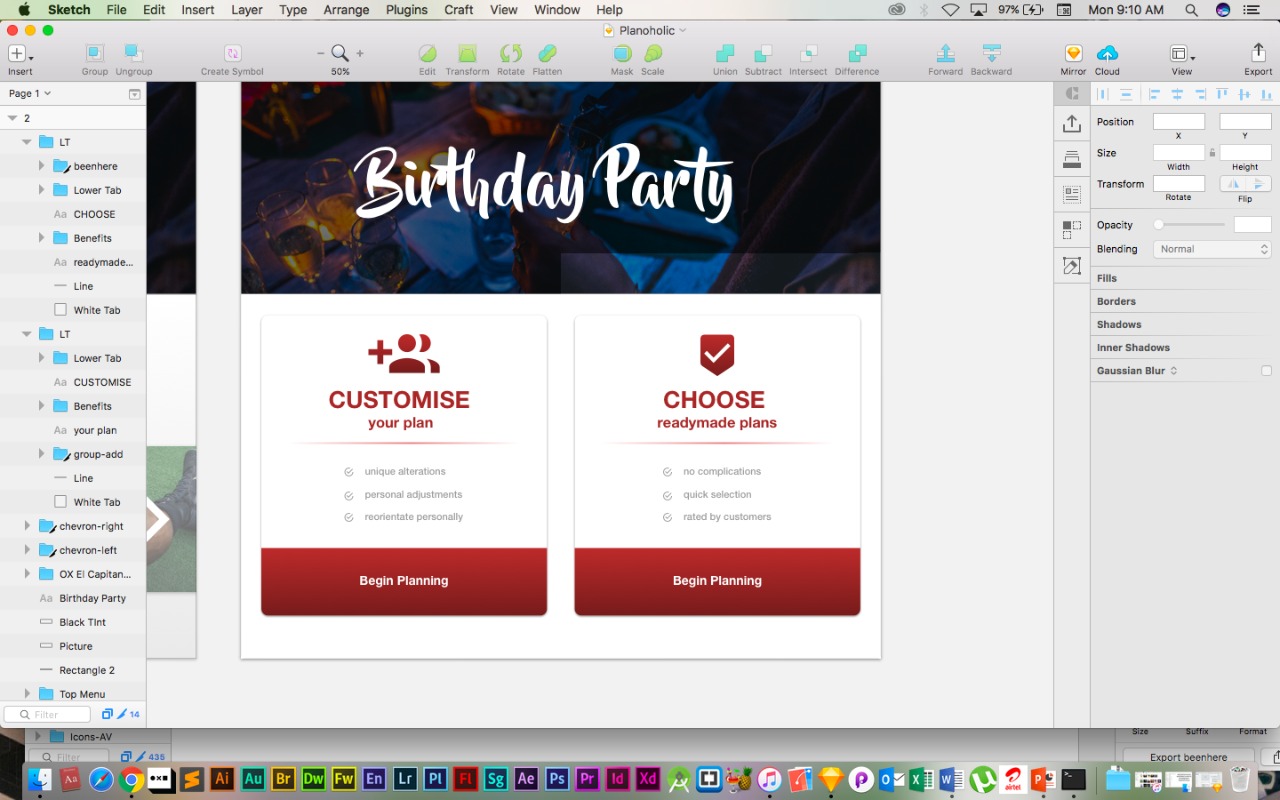 Sketch File Edit Insert Layer Type Arrange Plugins Craft View Window Help 97% Mon 9:10 AM
Planoholic
Insert Group Ungroup Create Symbol 50% Edit Transform Rotate Flatten Mask Scale Union Subtract Intersect Difference Forward Backward Mirror Cloud View Export
Page 1
2
LT
beenhere
Lower Tab
Aa CHOOSE
Benefits
Aa readymade...
Line
White Tab
LT
Lower Tab
Aa CUSTOMISE
Benefits
Aa your plan
group-add
Line
White Tab
chevron-right
chevron-left
OX El Capitan...
Aa Birthday Party
Black TInt
Picture
Rectangle 2
Top Menu
Filter 14
Icons-AV
Filter 435
Birthday Party
CUSTOMISE
your plan
unique alterations
personal adjustments
reorientate personally
Begin Planning
CHOOSE
readymade plans
no complications
quick selection
rated by customers
Begin Planning
Position
X Y
Size
Width Height
Transform
Rotate Flip
Opacity
Blending Normal
Fills
Borders
Shadows
Inner Shadows
Gaussian Blur
Size Suffix Format
Export beenhere
Aa Ai Au Br Dw Fw En Lr Pl Fl Sg Ae Ps Pr Id Xd airtel